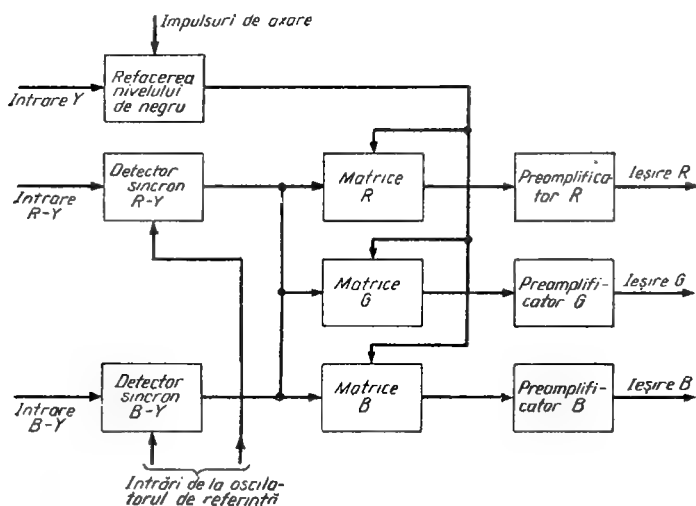 Impulsuri de axare
Refacerea
nivelului
de negru
Intrare Y
Detector
sincron
R-Y
Intrare
R-Y
Matrice
R
Preamplifica-
tor R
Ieșire R
Matrice
G
Preamplifi-
cator G
Ieșire G
Detector
sincron
B-Y
Intrare
B-Y
Matrice
B
Preamplifi-
cator B
Ieșire B
Intrări de la oscila-
torul de referință